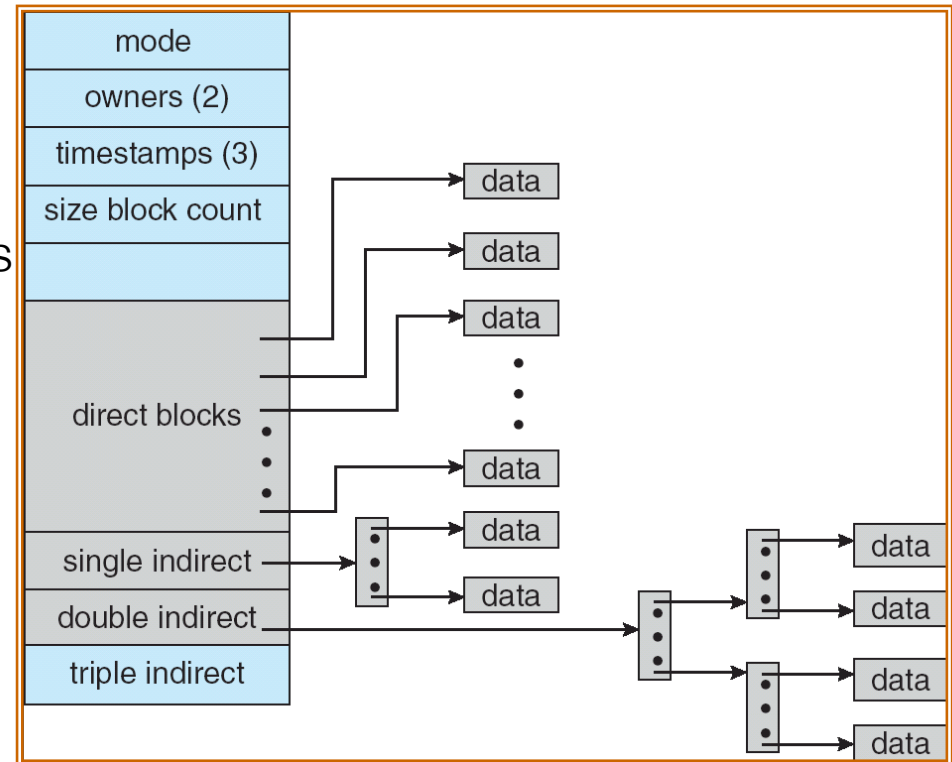 mode
owners (2)
timestamps (3)
size block count
s
direct blocks
single indirect
double indirect
triple indirect
data
data
data
data
data
data
data
data
data
data